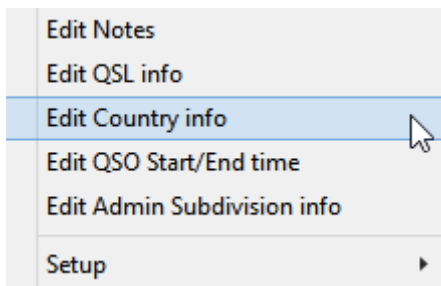 Edit Notes
Edit QSL info
Edit Country info
Edit QSO Start/End time
Edit Admin Subdivision info
Setup